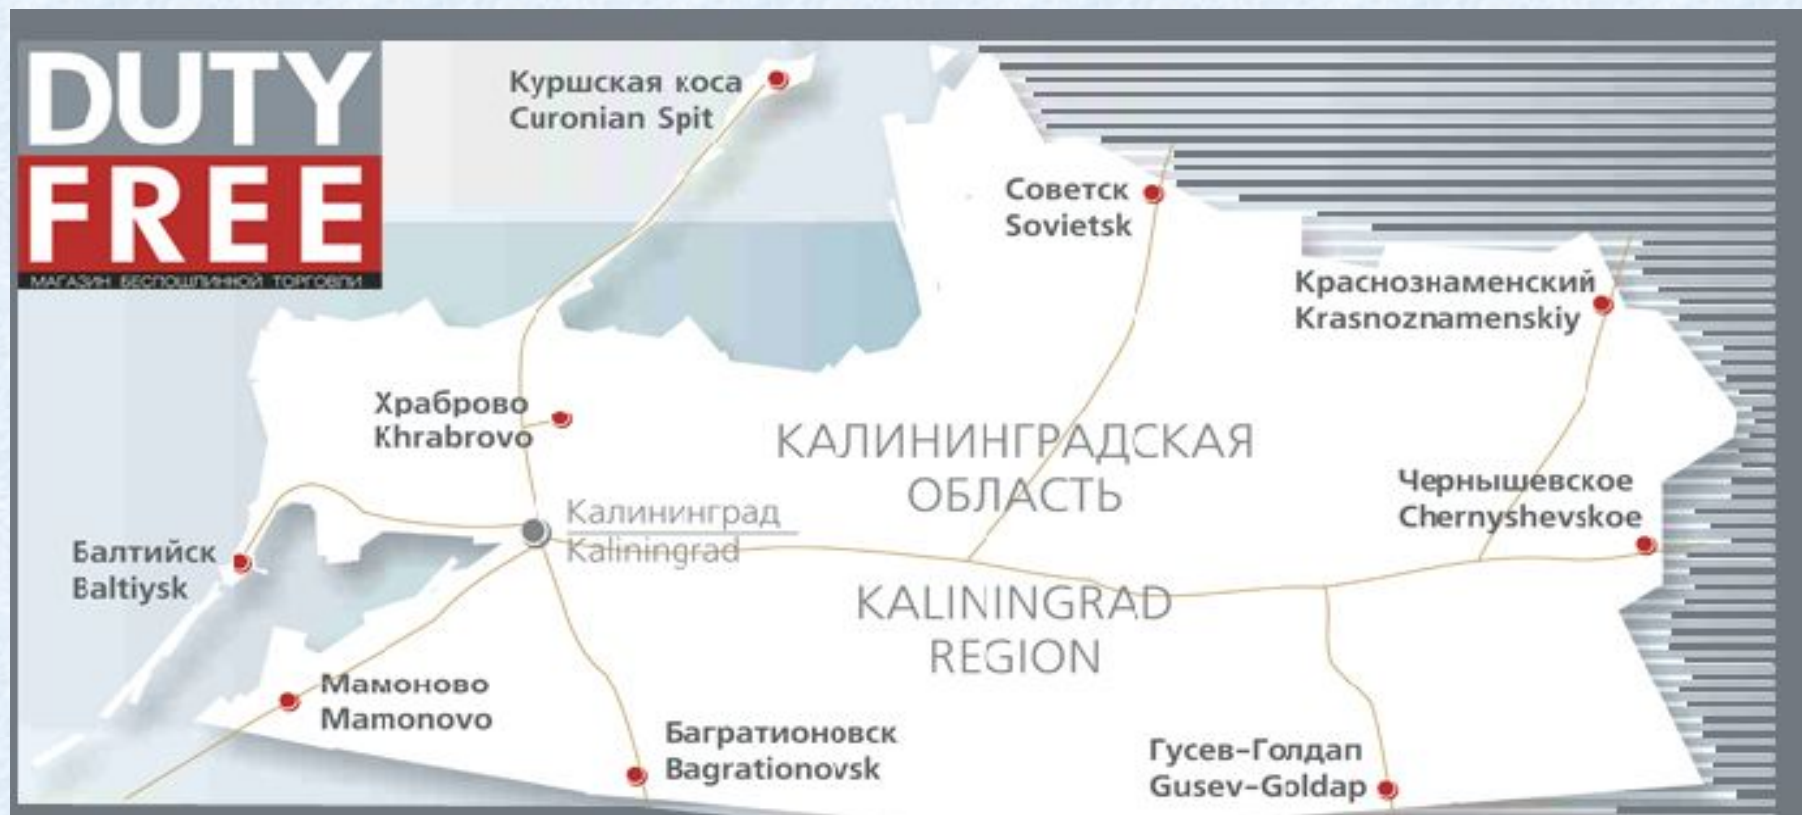 DUTY
FREE
МАГАЗИН БЕСПОШЛИННОЙ ТОРГОВЛИ
Куршская коса
Curonian Spit
Советск
Sovietsk
Краснознаменский
Krasnoznamenskiy
Храброво
Khrabrovo
КАЛИНИНГРАДСКАЯ
ОБЛАСТЬ
Чернышевское
Chernyshevskoe
Калининград
Kaliningrad
Балтийск
Baltiysk
KALININGRAD
REGION
Мамоново
Mamonovo
Багратионовск
Bagrationovsk
Гусев-Голдап
Gusev-Goldap